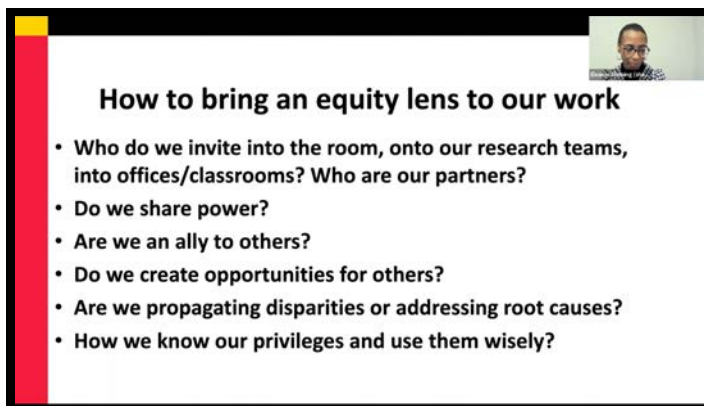 How to bring an equity lens to our work
• Who do we invite into the room, onto our research teams,
into offices/classrooms? Who are our partners?
• Do we share power?
• Are we an ally to others?
• Do we create opportunities for others?
• Are we propagating disparities or addressing root causes?
• How we know our privileges and use them wisely?